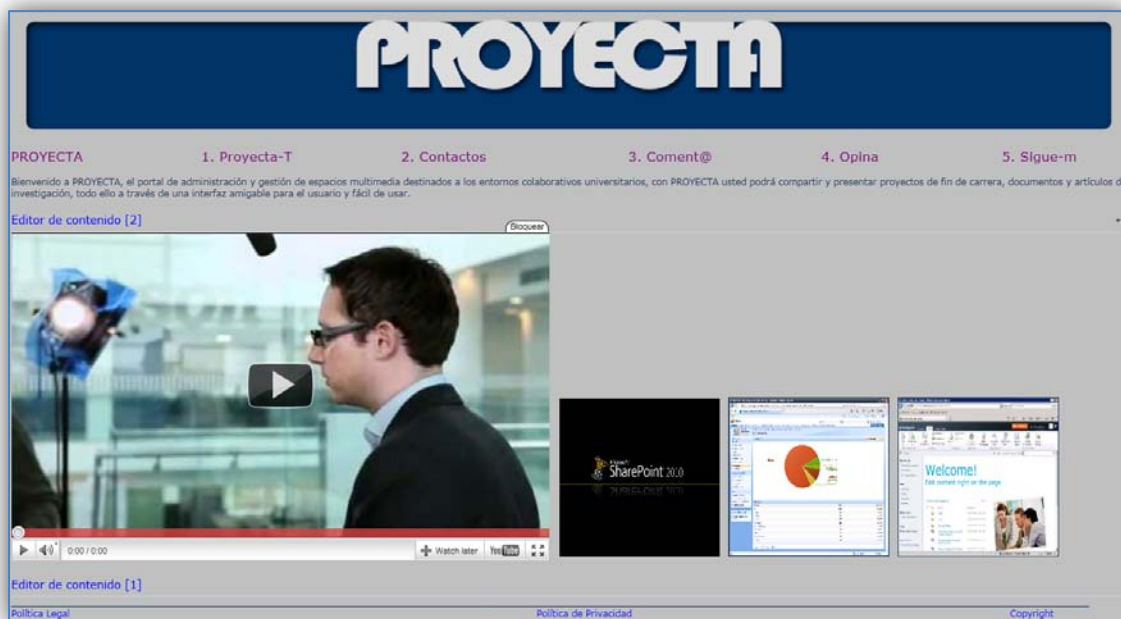 PROYECTA
PROYECTA 1. Proyecta-T 2. Contactos 3. Coment@ 4. Opina 5. Sigue-m
Bienvenido a PROYECTA, el portal de administración y gestión de espacios multimedia destinados a los entornos colaborativos universitarios, con PROYECTA usted podrá compartir y presentar proyectos de fin de carrera, documentos y artículos d
investigación, todo ello a través de una interfaz amigable para el usuario y fácil de usar.
Editor de contenido [2]
Bloquear
SharePoint 2010
Welcome!
Edit content right on the page
0:00 / 0:00 Watch later YouTube
Editor de contenido [1]
Política Legal Política de Privacidad Copyright